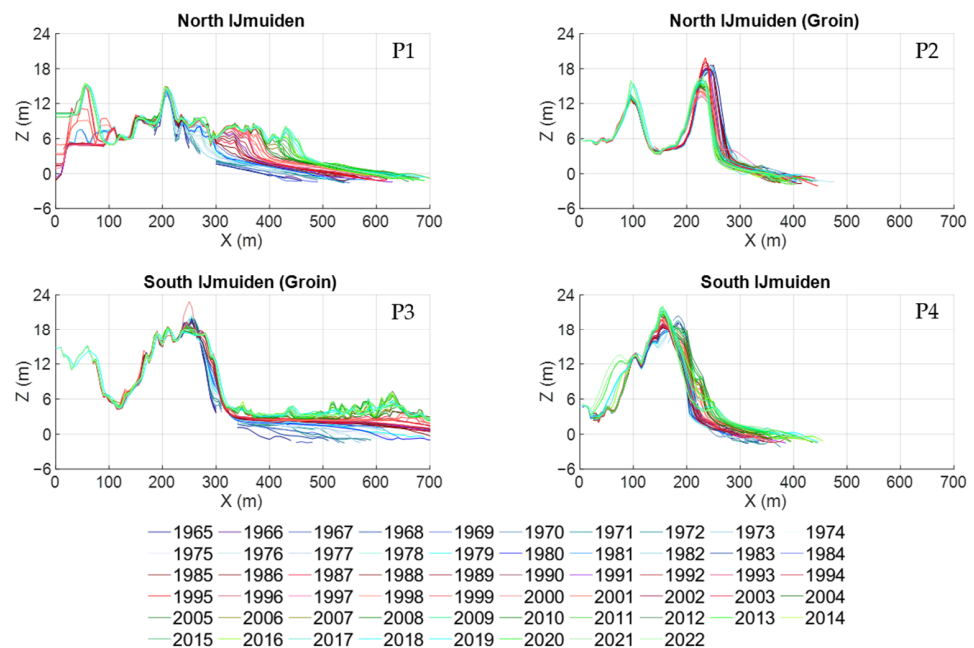 North IJmuiden
P1
24
18
12
6
0
−6
Z (m)
0 100 200 300 400 500 600 700
X (m)
North IJmuiden (Groin)
P2
24
18
12
6
0
−6
Z (m)
0 100 200 300 400 500 600 700
X (m)
South IJmuiden (Groin)
P3
24
18
12
6
0
−6
Z (m)
0 100 200 300 400 500 600 700
X (m)
South IJmuiden
P4
24
18
12
6
0
−6
Z (m)
0 100 200 300 400 500 600 700
X (m)
1965 1966 1967 1968 1969 1970 1971 1972 1973 1974
1975 1976 1977 1978 1979 1980 1981 1982 1983 1984
1985 1986 1987 1988 1989 1990 1991 1992 1993 1994
1995 1996 1997 1998 1999 2000 2001 2002 2003 2004
2005 2006 2007 2008 2009 2010 2011 2012 2013 2014
2015 2016 2017 2018 2019 2020 2021 2022